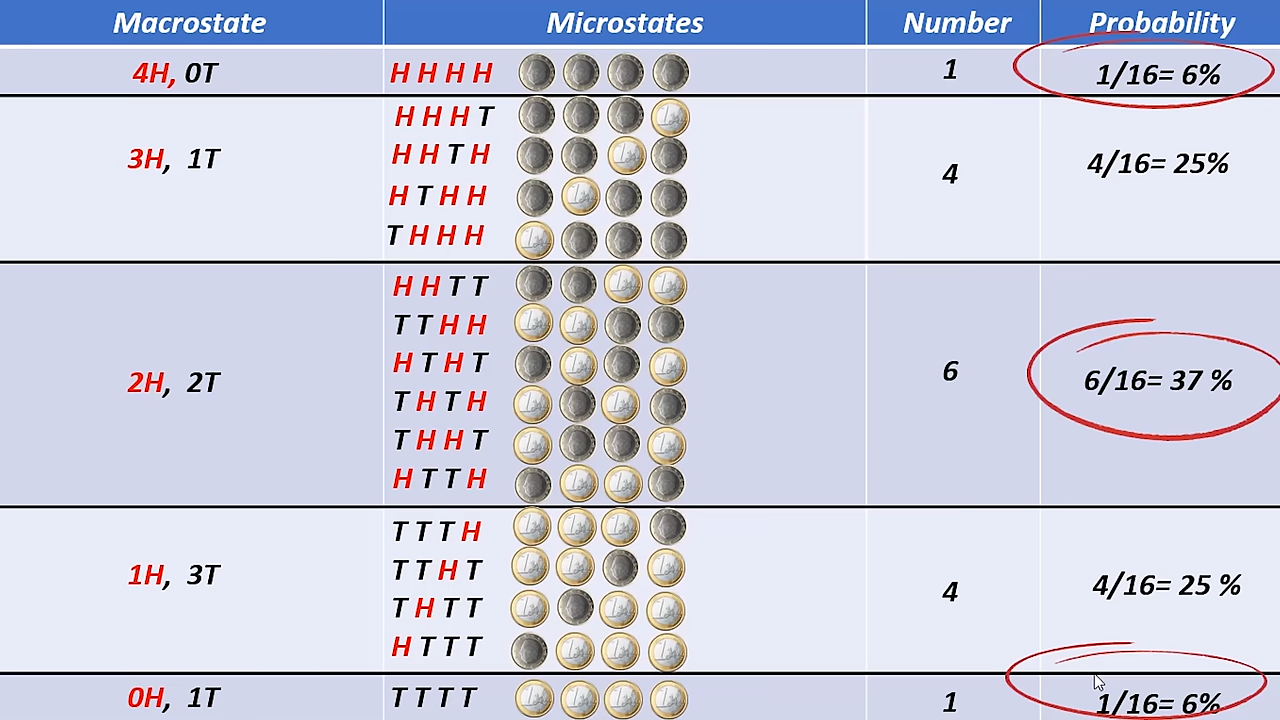 Macrostate Microstates Number Probability
4H, 0T H H H H 1 1/16= 6%
H H H T
H H T H
3H, 1T 4 4/16= 25%
H T H H
T H H H
H H T T
T T H H
H T H T
2H, 2T 6 6/16= 37 %
T H T H
T H H T
H T T H
T T T H
T T H T
1H, 3T 4 4/16= 25 %
T H T T
H T T T
0H, 1T T T T T 1 1/16= 6%